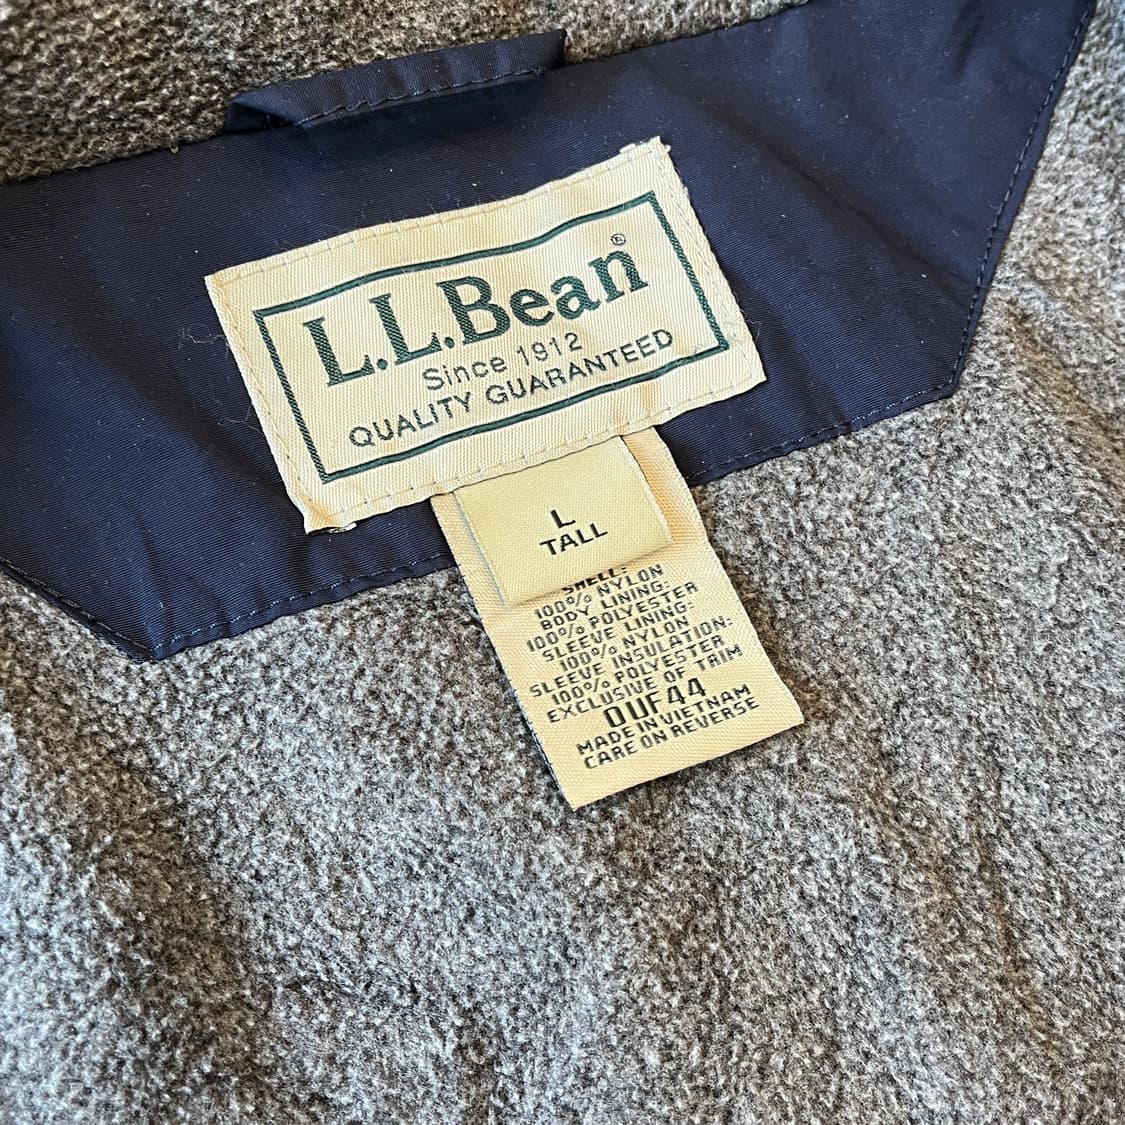 L.L.Bean®
Since 1912
QUALITY GUARANTEED
L
TALL
SHELL:
100% NYLON
BODY LINING:
100% POLYESTER
SLEEVE LINING:
100% NYLON
SLEEVE INSULATION:
100% POLYESTER
EXCLUSIVE OF TRIM
0UF44
MADE IN VIETNAM
CARE ON REVERSE